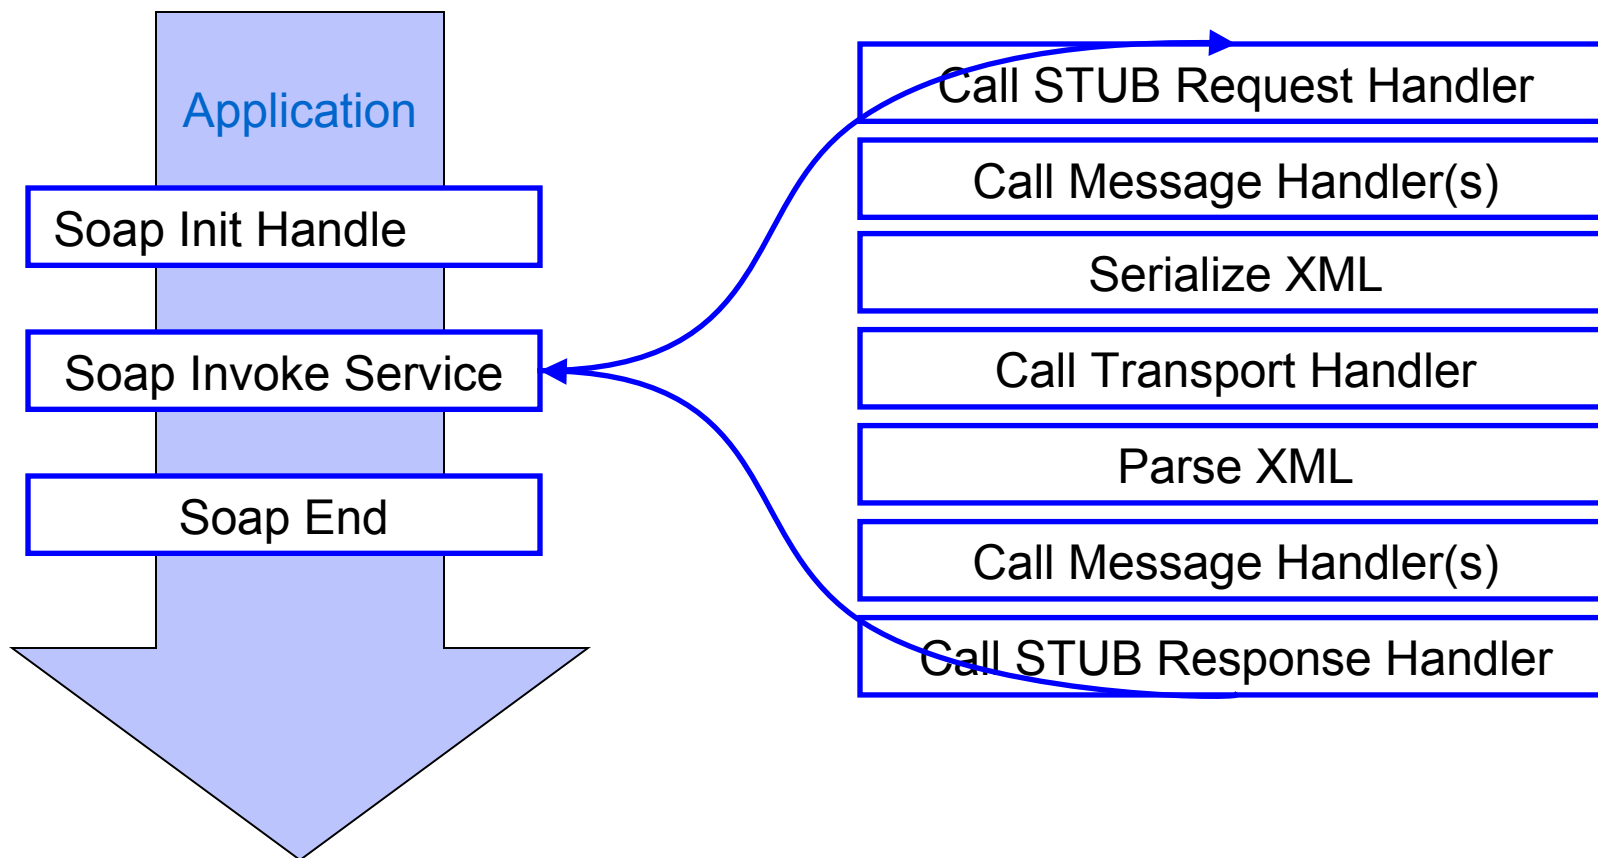 Application
Soap Init Handle
Soap Invoke Service
Soap End
Call STUB Request Handler
Call Message Handler(s)
Serialize XML
Call Transport Handler
Parse XML
Call Message Handler(s)
Call STUB Response Handler